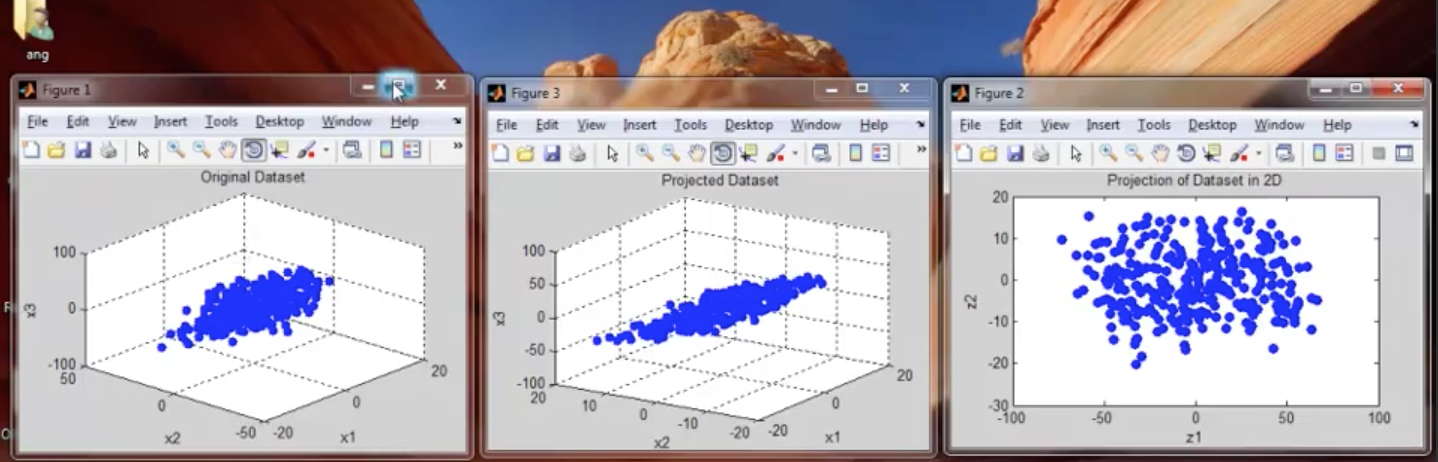 ang
Figure 1
File Edit View Insert Tools Desktop Window Help
Original Dataset
100
0
-100
50
0
-50
-20
0
20
x3
x2
x1
Figure 3
File Edit View Insert Tools Desktop Window Help
Projected Dataset
100
50
0
-50
-100
20
10
0
-10
-20
-20
0
20
x3
x2
x1
Figure 2
File Edit View Insert Tools Desktop Window Help
Projection of Dataset in 2D
20
10
0
-10
-20
-30
-100
-50
0
50
100
z2
z1